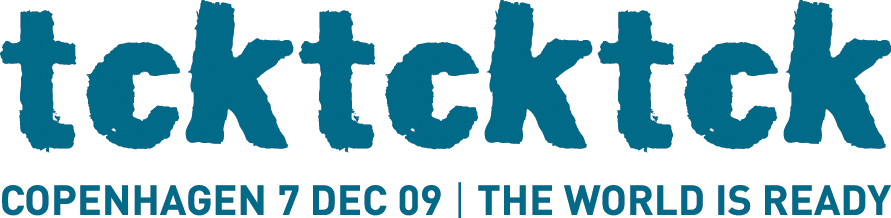 tcktcktck
COPENHAGEN 7 DEC 09 | THE WORLD IS READY